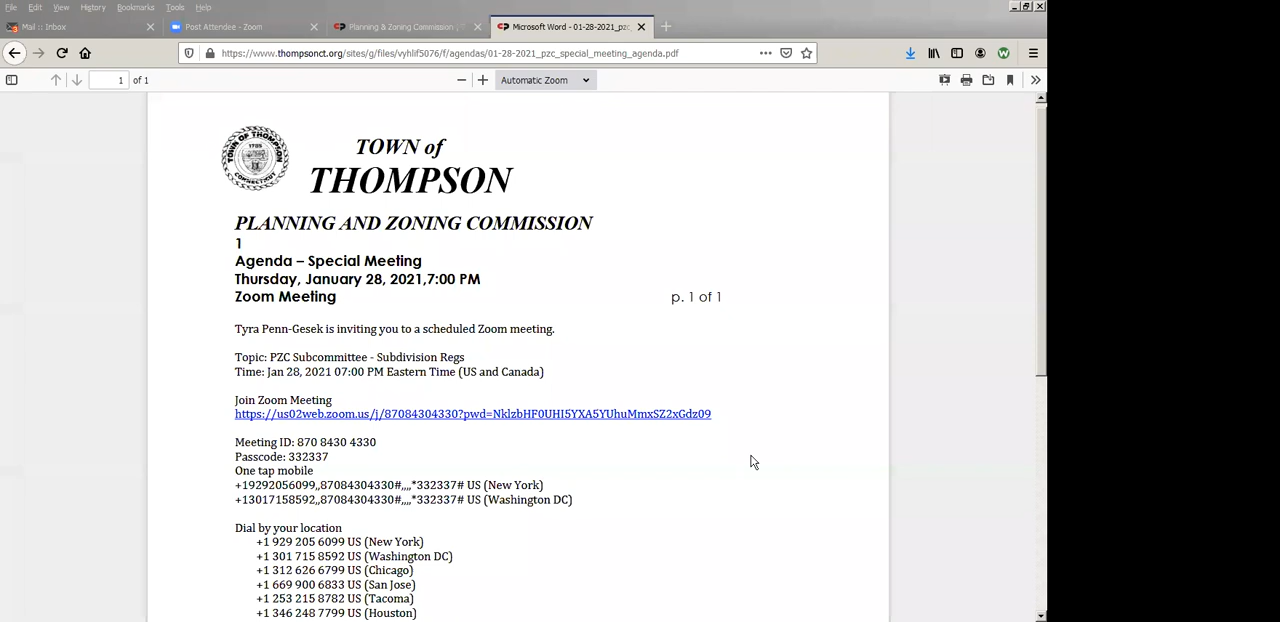 File Edit View History Bookmarks Tools Help
Mail :: Inbox
Post Attendee - Zoom
Planning & Zoning Commission |
Microsoft Word - 01-28-2021_pzc
https://www.thompsonct.org/sites/g/files/vyhlif5076/f/agendas/01-28-2021_pzc_special_meeting_agenda.pdf
1 of 1
Automatic Zoom
TOWN OF THOMPSON
1785
CONNECTICUT
TOWN of
THOMPSON
PLANNING AND ZONING COMMISSION
1
Agenda – Special Meeting
Thursday, January 28, 2021,7:00 PM
Zoom Meeting p. 1 of 1
Tyra Penn-Gesek is inviting you to a scheduled Zoom meeting.
Topic: PZC Subcommittee - Subdivision Regs
Time: Jan 28, 2021 07:00 PM Eastern Time (US and Canada)
Join Zoom Meeting
https://us02web.zoom.us/j/87084304330?pwd=NklzbHF0UHI5YXA5YUhuMmxSZ2xGdz09
Meeting ID: 870 8430 4330
Passcode: 332337
One tap mobile
+19292056099,,87084304330#,,,,*332337# US (New York)
+13017158592,,87084304330#,,,,*332337# US (Washington DC)
Dial by your location
+1 929 205 6099 US (New York)
+1 301 715 8592 US (Washington DC)
+1 312 626 6799 US (Chicago)
+1 669 900 6833 US (San Jose)
+1 253 215 8782 US (Tacoma)
+1 346 248 7799 US (Houston)